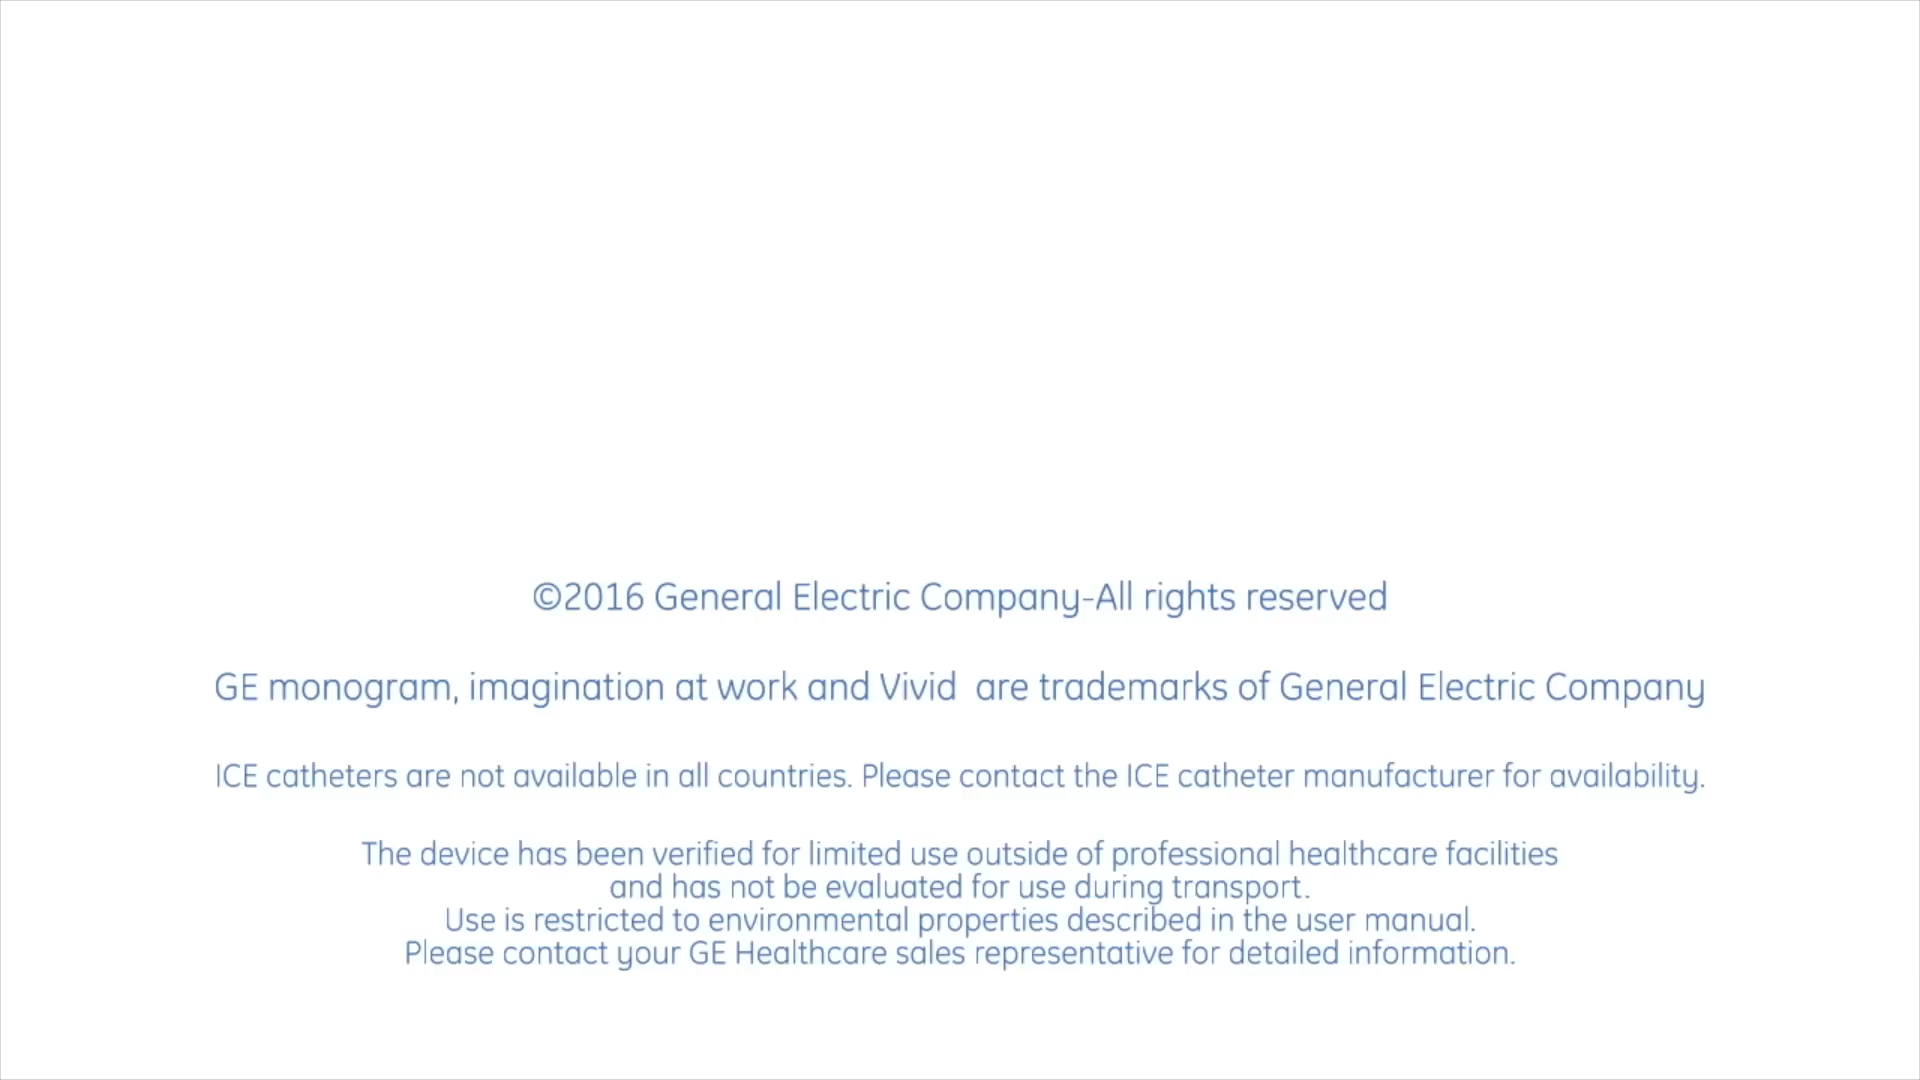 ©2016 General Electric Company-All rights reserved
GE monogram, imagination at work and Vivid  are trademarks of General Electric Company
ICE catheters are not available in all countries. Please contact the ICE catheter manufacturer for availability.
The device has been verified for limited use outside of professional healthcare facilities
and has not be evaluated for use during transport.
Use is restricted to environmental properties described in the user manual.
Please contact your GE Healthcare sales representative for detailed information.